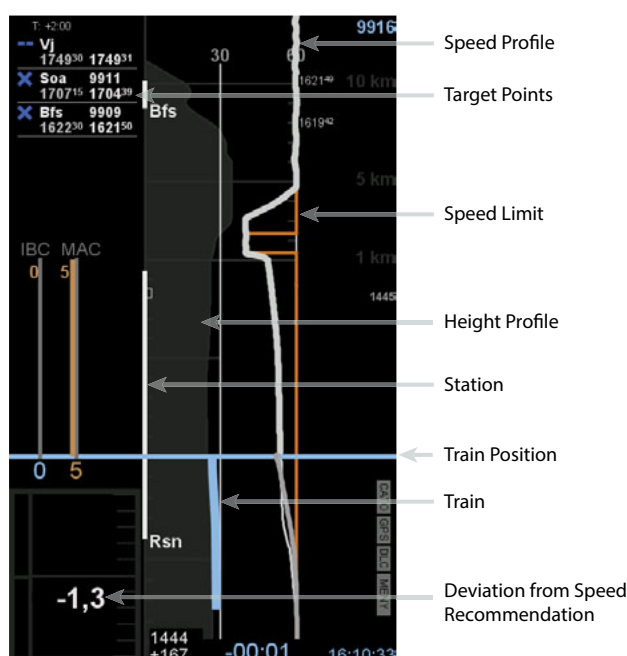 T: +2:00
9916
-- Vj
1749³⁰ 1749³¹
30
60
Speed Profile
Soa 9911
1707¹⁵ 1704³⁹
1621⁴⁹
10 km
Target Points
Bfs 9909
1622³⁰ 1621⁵⁰
Bfs
1619⁴²
5 km
Speed Limit
IBC MAC
0 5
1 km
1445
Height Profile
Station
Train Position
0 5
CATO GPS DLC MENY
Train
Rsn
-1,3
Deviation from Speed
Recommendation
1444
+167
-00:01
16:10:33